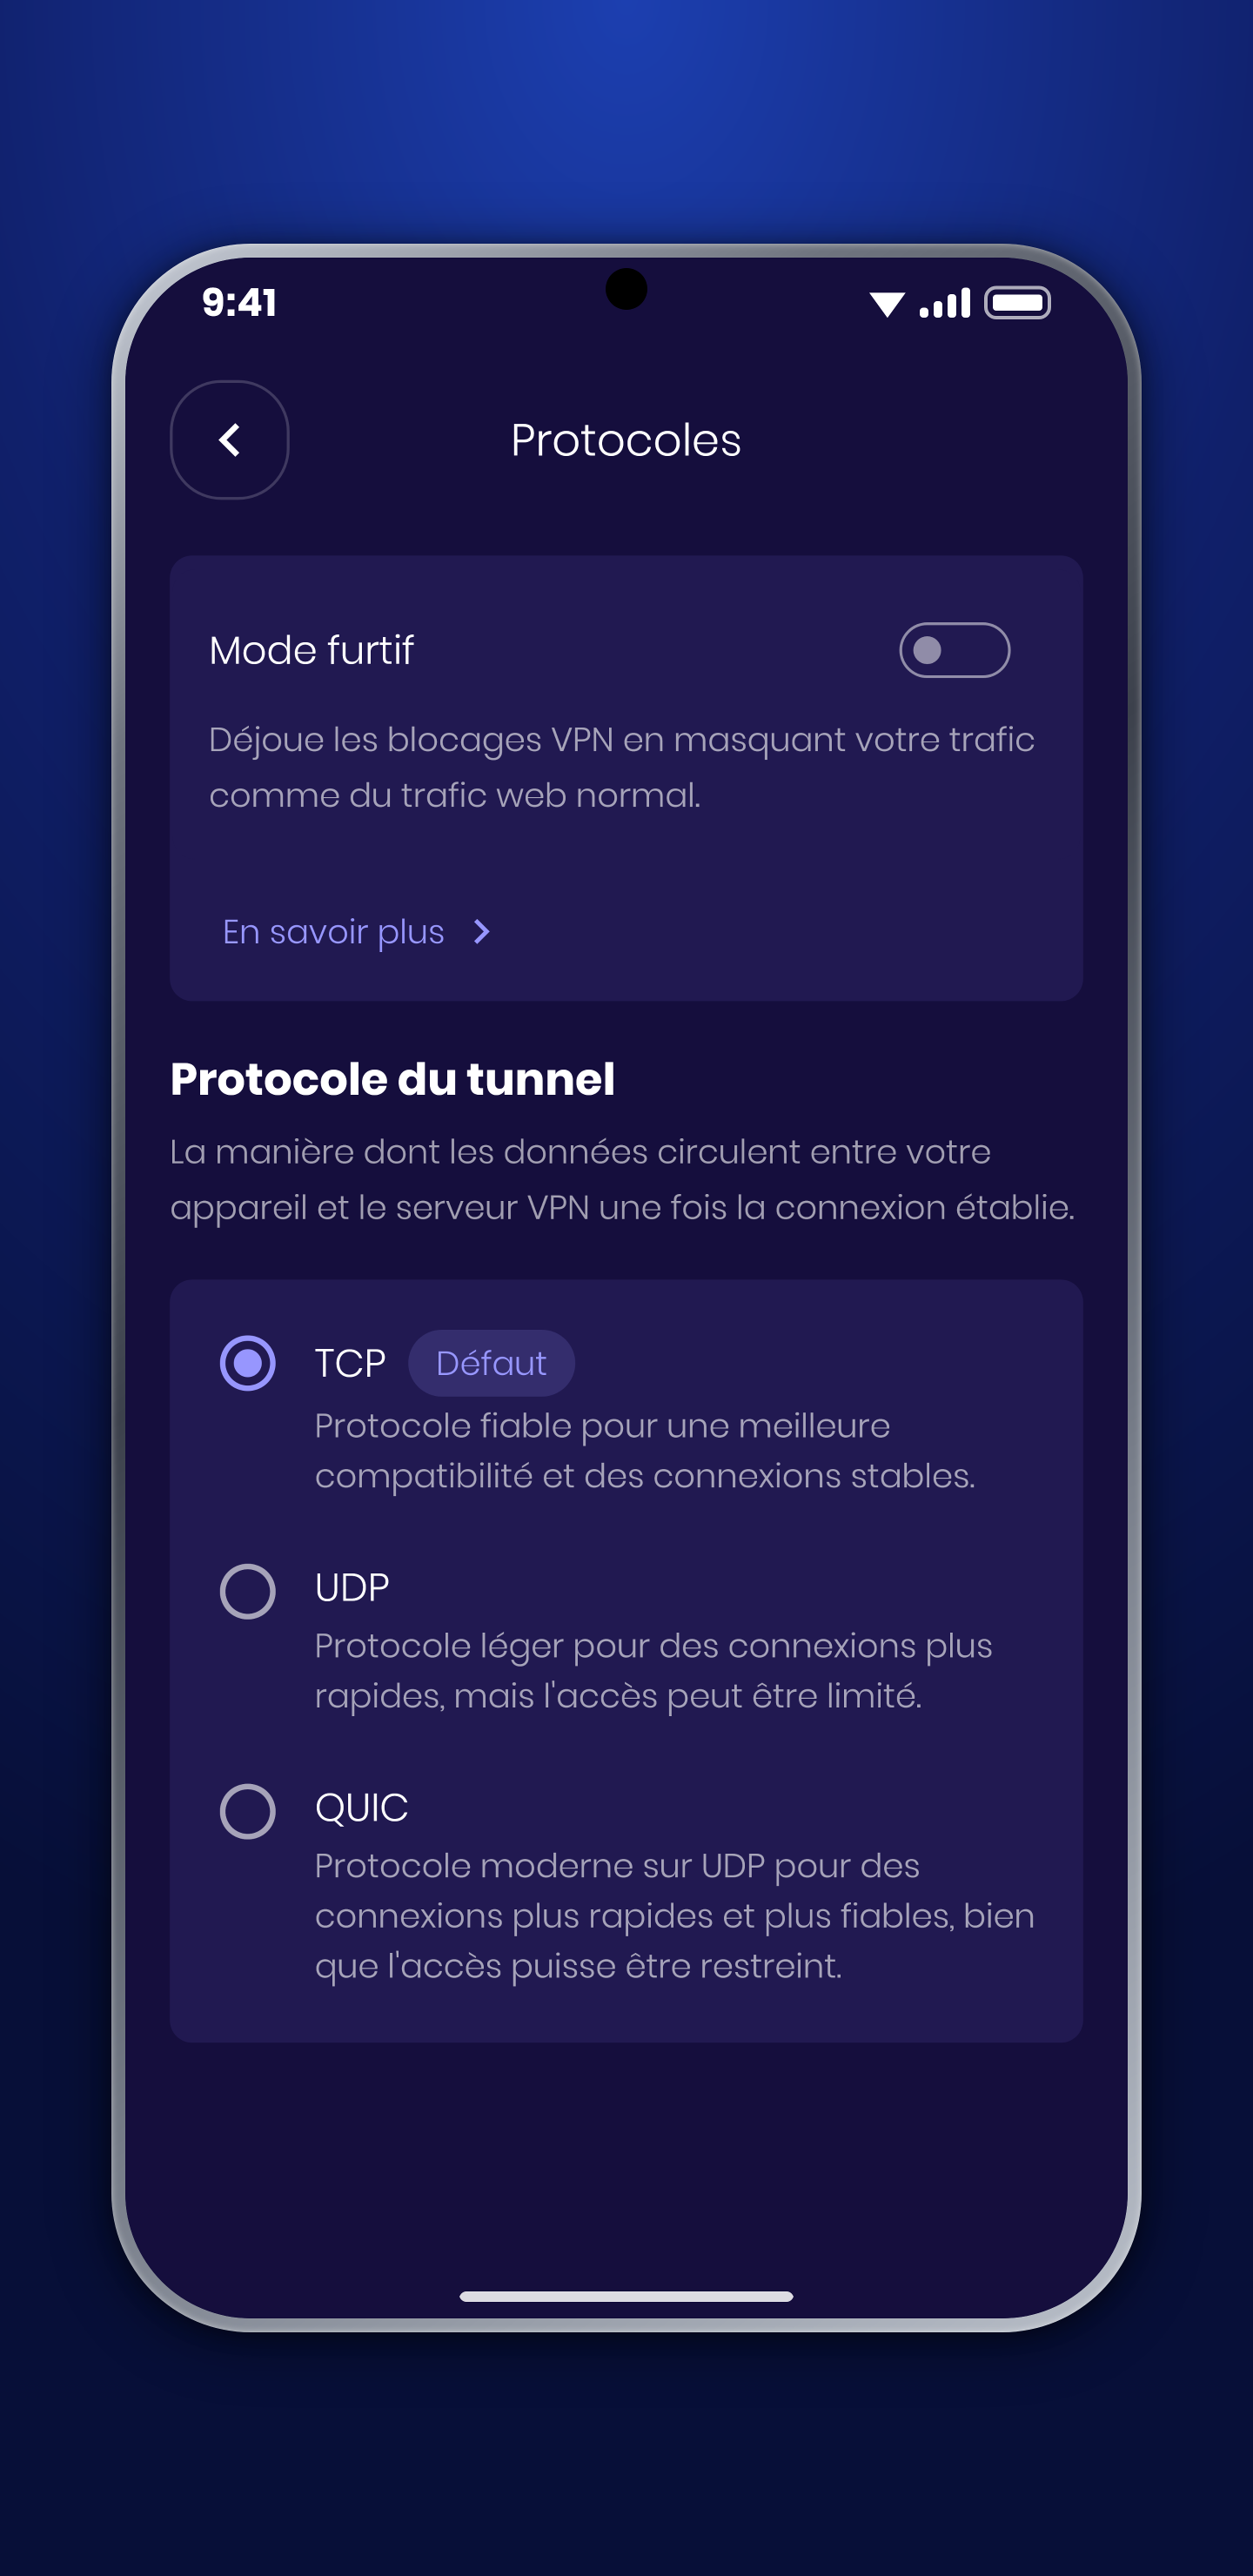 9:41
Protocoles
Mode furtif
Déjoue les blocages VPN en masquant votre trafic
comme du trafic web normal.
En savoir plus
Protocole du tunnel
La manière dont les données circulent entre votre
appareil et le serveur VPN une fois la connexion établie.
TCP Défaut
Protocole fiable pour une meilleure
compatibilité et des connexions stables.
UDP
Protocole léger pour des connexions plus
rapides, mais l'accès peut être limité.
QUIC
Protocole moderne sur UDP pour des
connexions plus rapides et plus fiables, bien
que l'accès puisse être restreint.